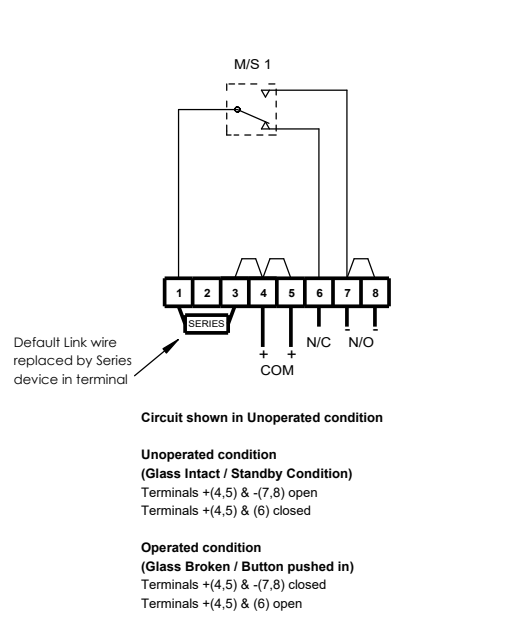 M/S 1
1 2 3 4 5 6 7 8
SERIES
+ +
COM
N/C
- -
N/O
Default Link wire
replaced by Series
device in terminal
Circuit shown in Unoperated condition
Unoperated condition
(Glass Intact / Standby Condition)
Terminals +(4,5) & -(7,8) open
Terminals +(4,5) & (6) closed
Operated condition
(Glass Broken / Button pushed in)
Terminals +(4,5) & -(7,8) closed
Terminals +(4,5) & (6) open